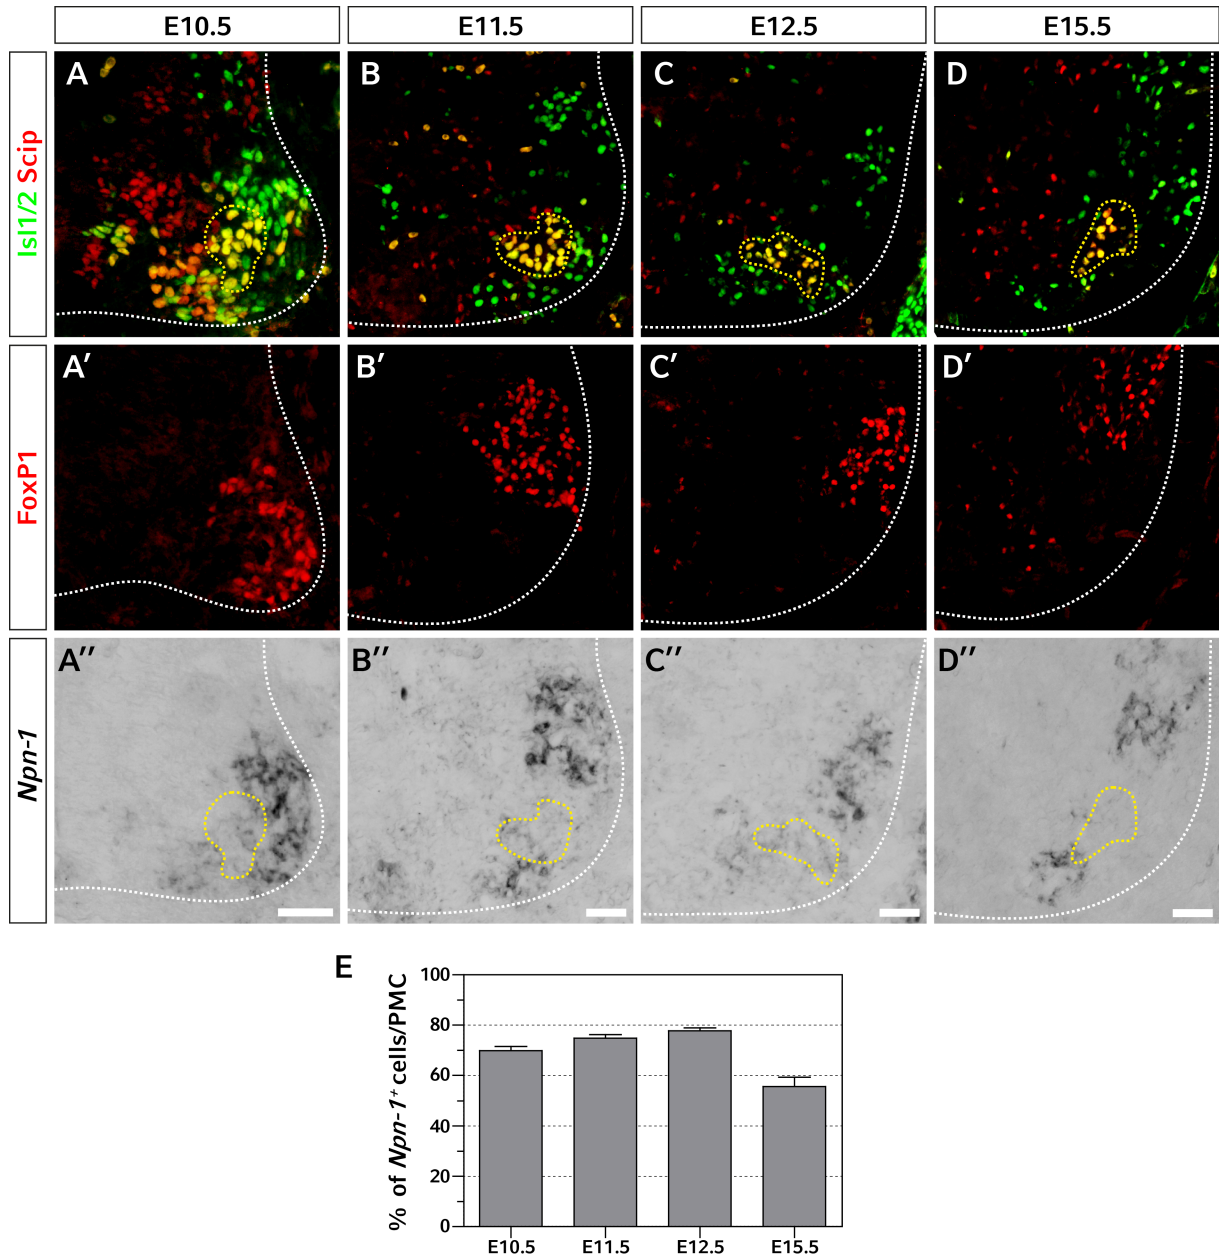 E10.5 E11.5 E12.5 E15.5
Isl1/2 Scip
A B C D
FoxP1
A′ B′ C′ D′
Npn-1
A″ B″ C″ D″
E
% of Npn-1⁺ cells/PMC
100
80
60
40
20
0
E10.5 E11.5 E12.5 E15.5